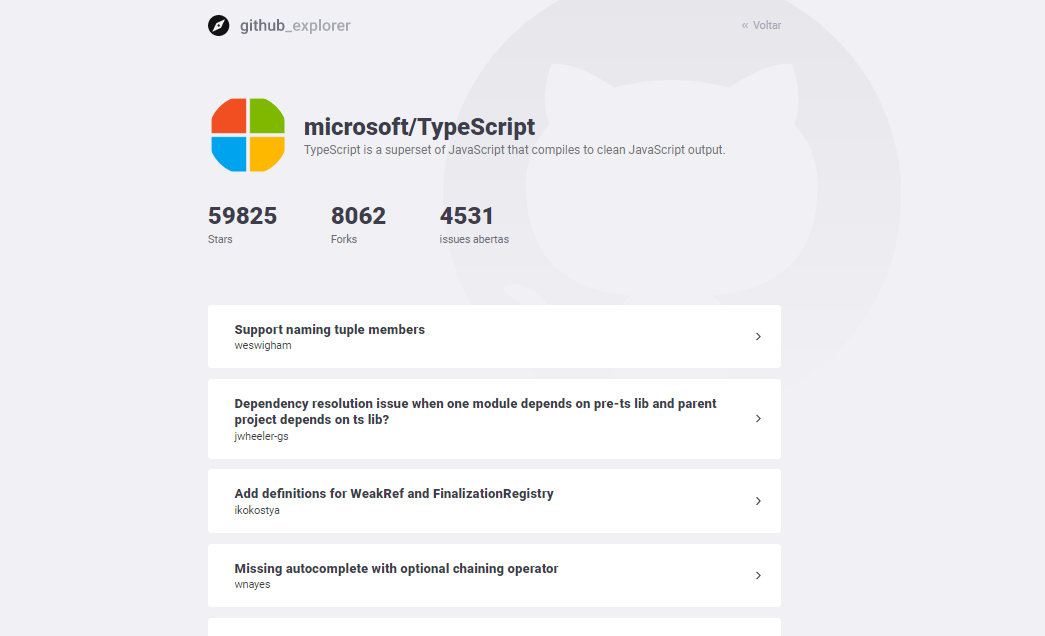 github_explorer
« Voltar
microsoft/TypeScript
TypeScript is a superset of JavaScript that compiles to clean JavaScript output.
59825 8062 4531
Stars Forks issues abertas
Support naming tuple members
weswigham
Dependency resolution issue when one module depends on pre-ts lib and parent
project depends on ts lib?
jwheeler-gs
Add definitions for WeakRef and FinalizationRegistry
ikokostya
Missing autocomplete with optional chaining operator
wnayes